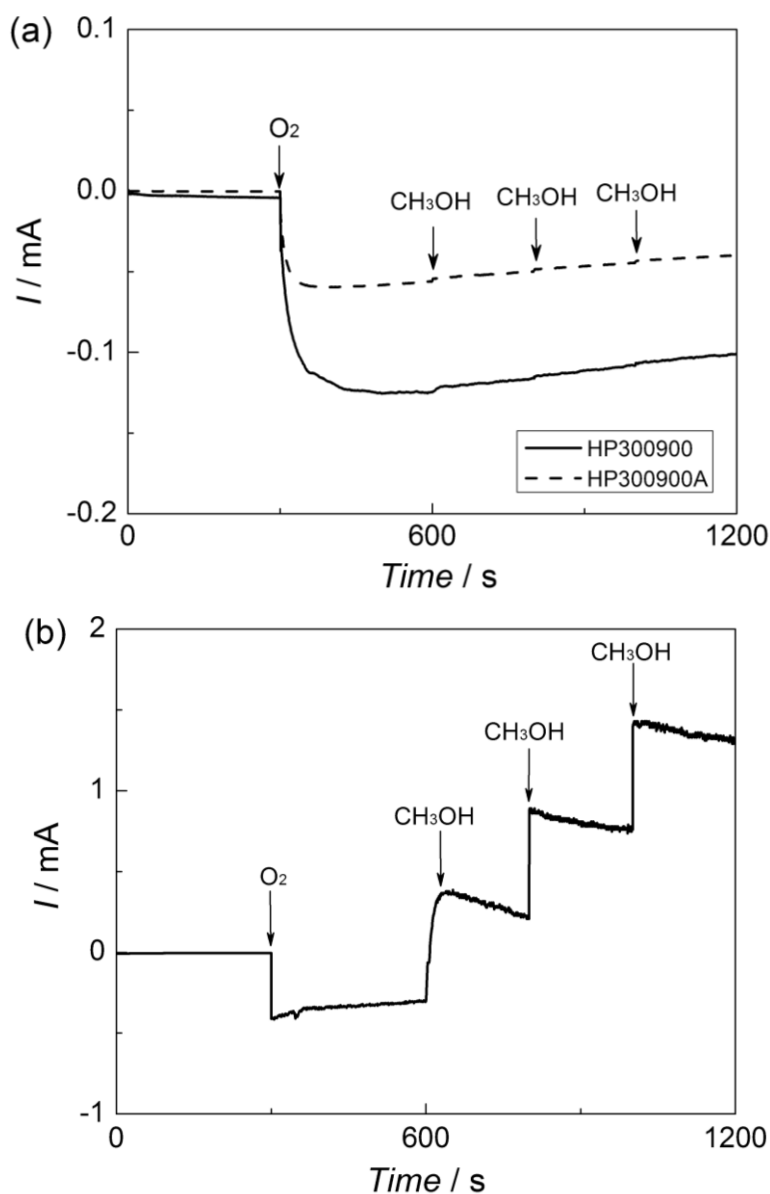 (a)
0.1
0.0
-0.1
-0.2
I / mA
O₂
CH₃OH
CH₃OH
CH₃OH
HP300900
HP300900A
0
600
1200
Time / s
(b)
2
1
0
-1
I / mA
O₂
CH₃OH
CH₃OH
CH₃OH
0
600
1200
Time / s